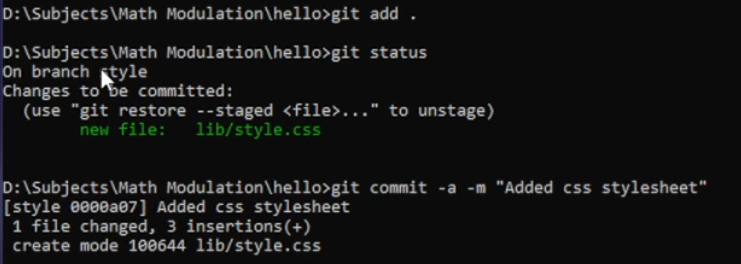 D:\Subjects\Math Modulation\hello>git add .
D:\Subjects\Math Modulation\hello>git status
On branch style
Changes to be committed:
  (use "git restore --staged <file>..." to unstage)
        new file:   lib/style.css
D:\Subjects\Math Modulation\hello>git commit -a -m "Added css stylesheet"
[style 0000a07] Added css stylesheet
 1 file changed, 3 insertions(+)
 create mode 100644 lib/style.css